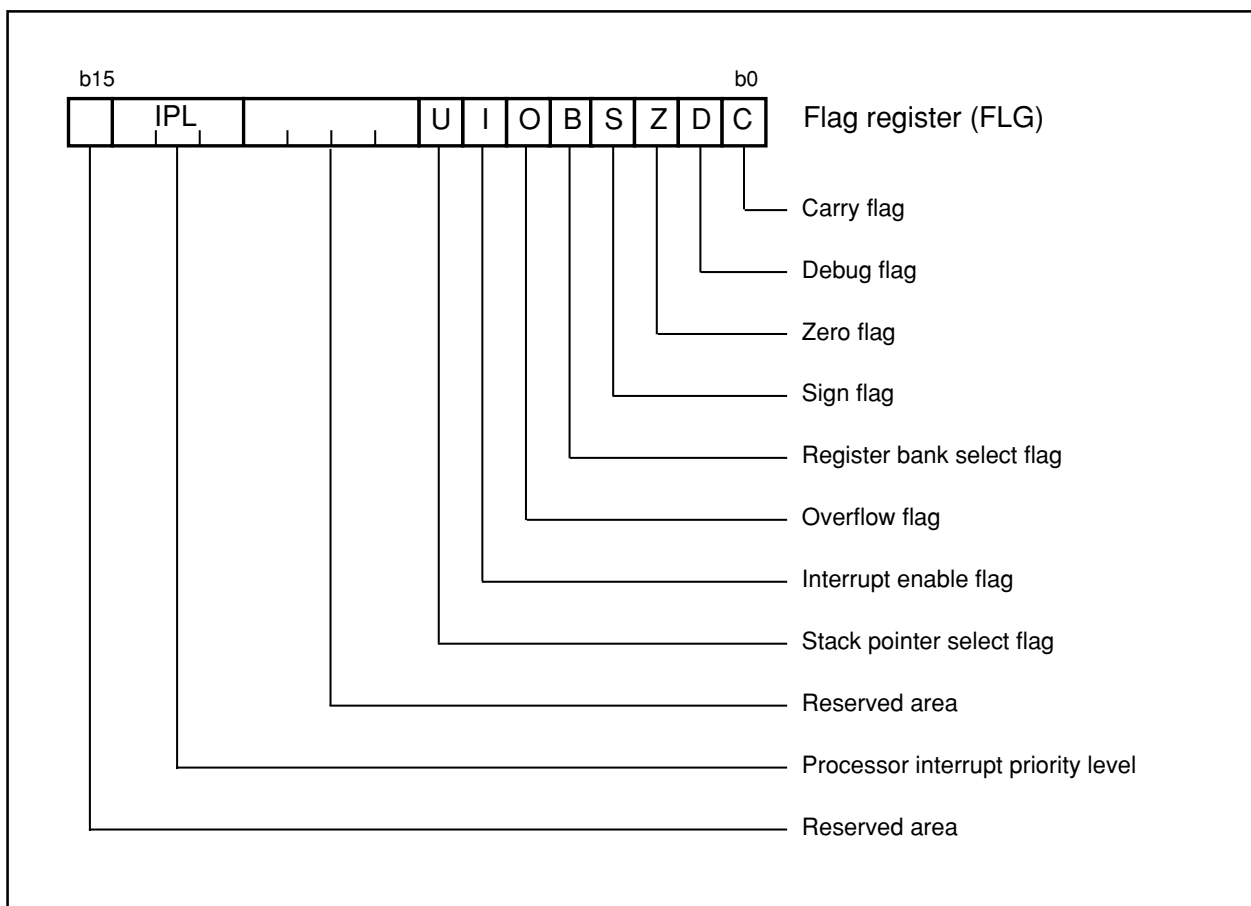 b15 b0
IPL U I O B S Z D C Flag register (FLG)
Carry flag
Debug flag
Zero flag
Sign flag
Register bank select flag
Overflow flag
Interrupt enable flag
Stack pointer select flag
Reserved area
Processor interrupt priority level
Reserved area